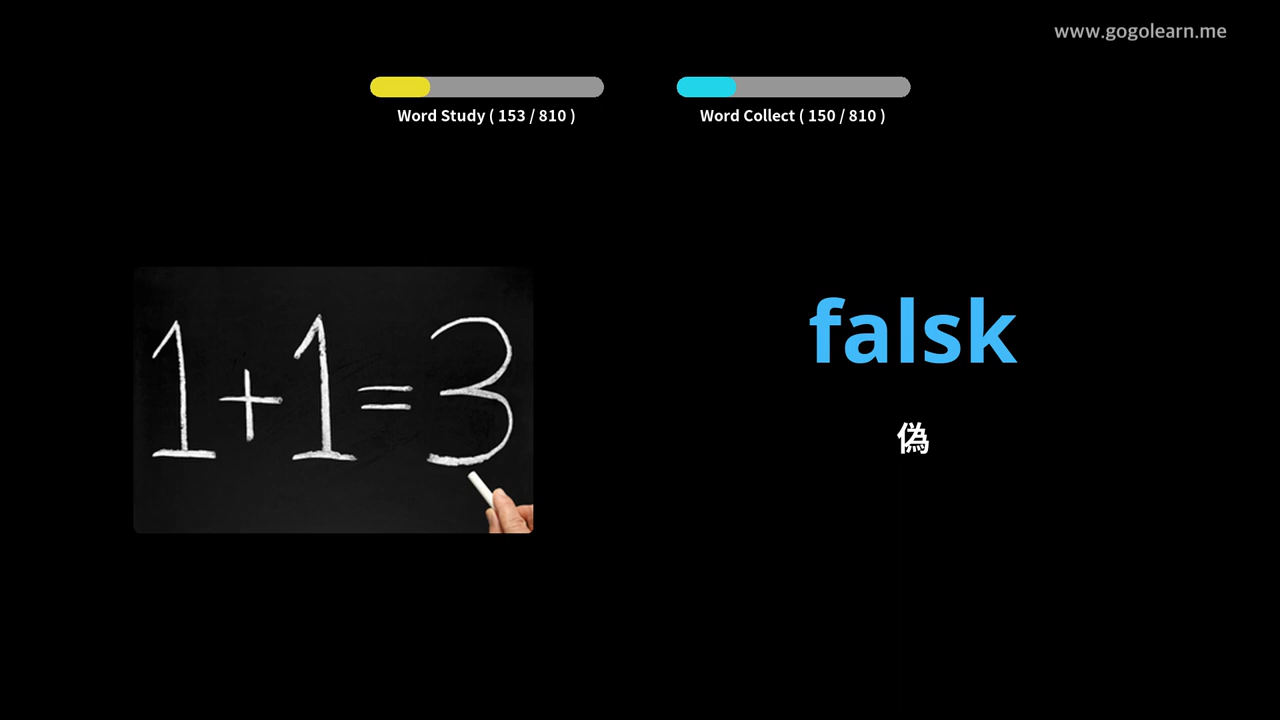 www.gogolearn.me
Word Study ( 153 / 810 )
Word Collect ( 150 / 810 )
1+1=3
falsk
偽